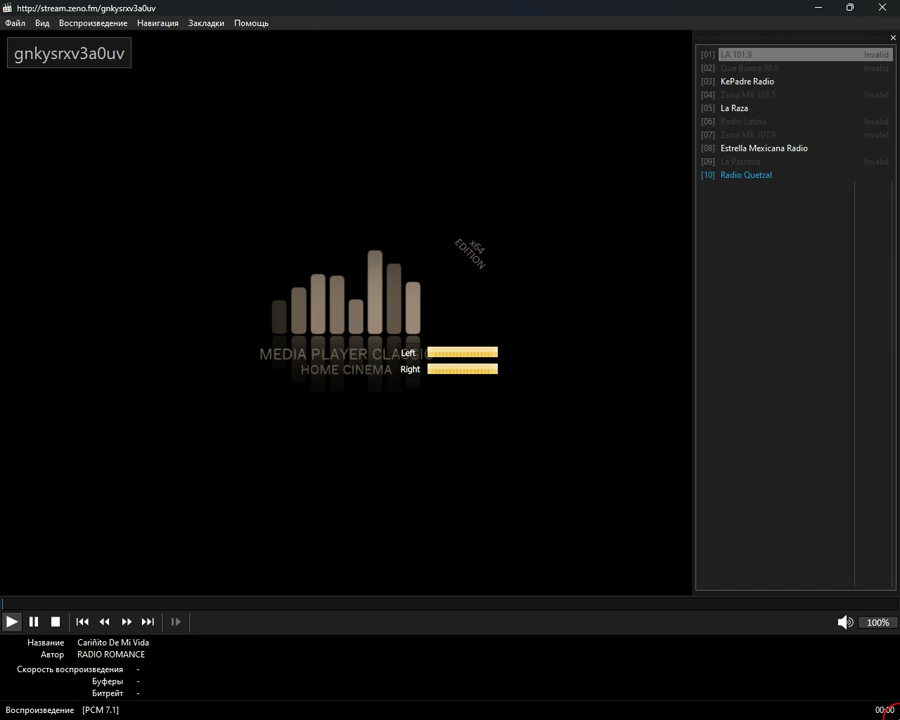 http://stream.zeno.fm/gnkysrxv3a0uv
Файл Вид Воспроизведение Навигация Закладки Помощь
gnkysrxv3a0uv
[01] LA 101.9 Invalid
[02] Que Buena 98.9 Invalid
[03] KePadre Radio
[04] Zona MX 103.5 Invalid
[05] La Raza
[06] Radio Latina Invalid
[07] Zona MX 107.9 Invalid
[08] Estrella Mexicana Radio
[09] La Patrona Invalid
[10] Radio Quetzal
x64
EDITION
MEDIA PLAYER CLASSIC
HOME CINEMA
Left
Right
100%
Название Cariñito De Mi Vida
Автор RADIO ROMANCE
Скорость воспроизведения -
Буферы -
Битрейт -
Воспроизведение [PCM 7.1] 00:00